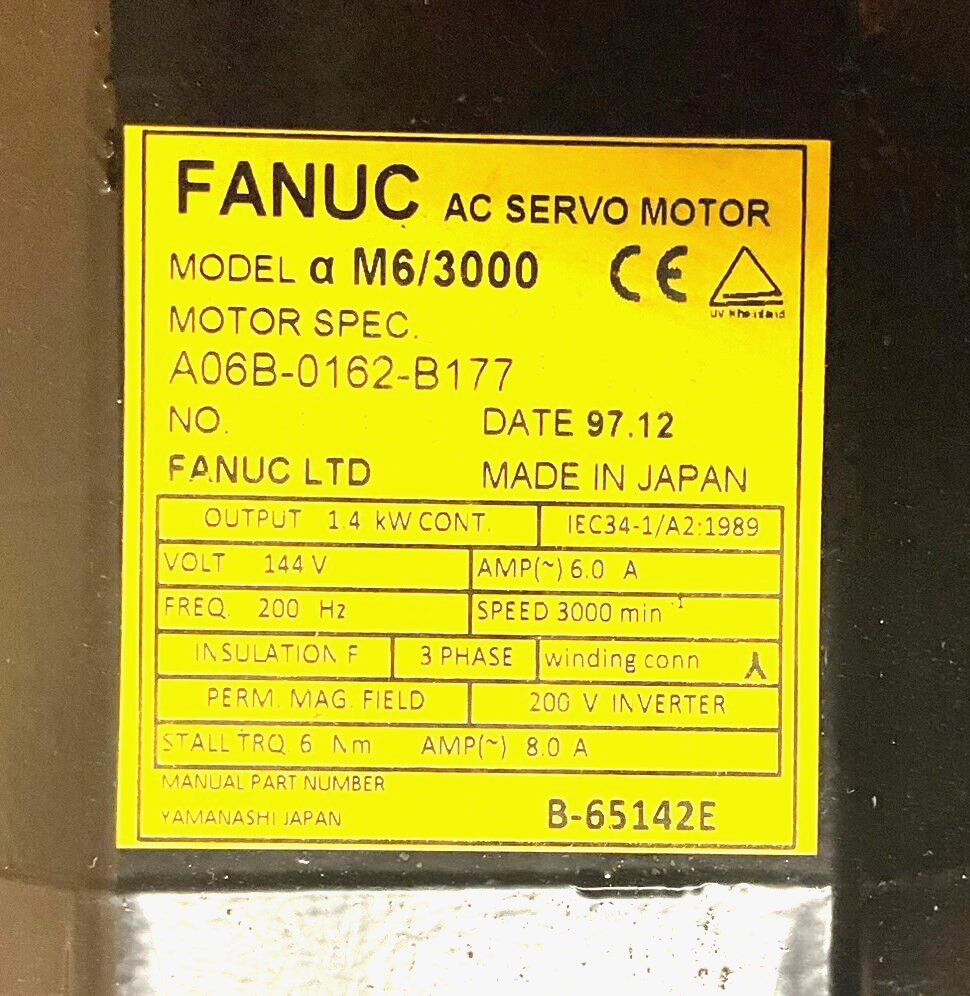 FANUC AC SERVO MOTOR
MODEL α M6/3000 CE
MOTOR SPEC.
A06B-0162-B177
NO. DATE 97.12
FANUC LTD MADE IN JAPAN
OUTPUT 1.4 kW CONT. IEC34-1/A2:1989
VOLT 144 V AMP(~) 6.0 A
FREQ. 200 Hz SPEED 3000 min⁻¹
INSULATION F 3 PHASE winding conn
PERM. MAG. FIELD 200 V INVERTER
STALL TRQ 6 Nm AMP(~) 8.0 A
MANUAL PART NUMBER
YAMANASHI JAPAN B-65142E